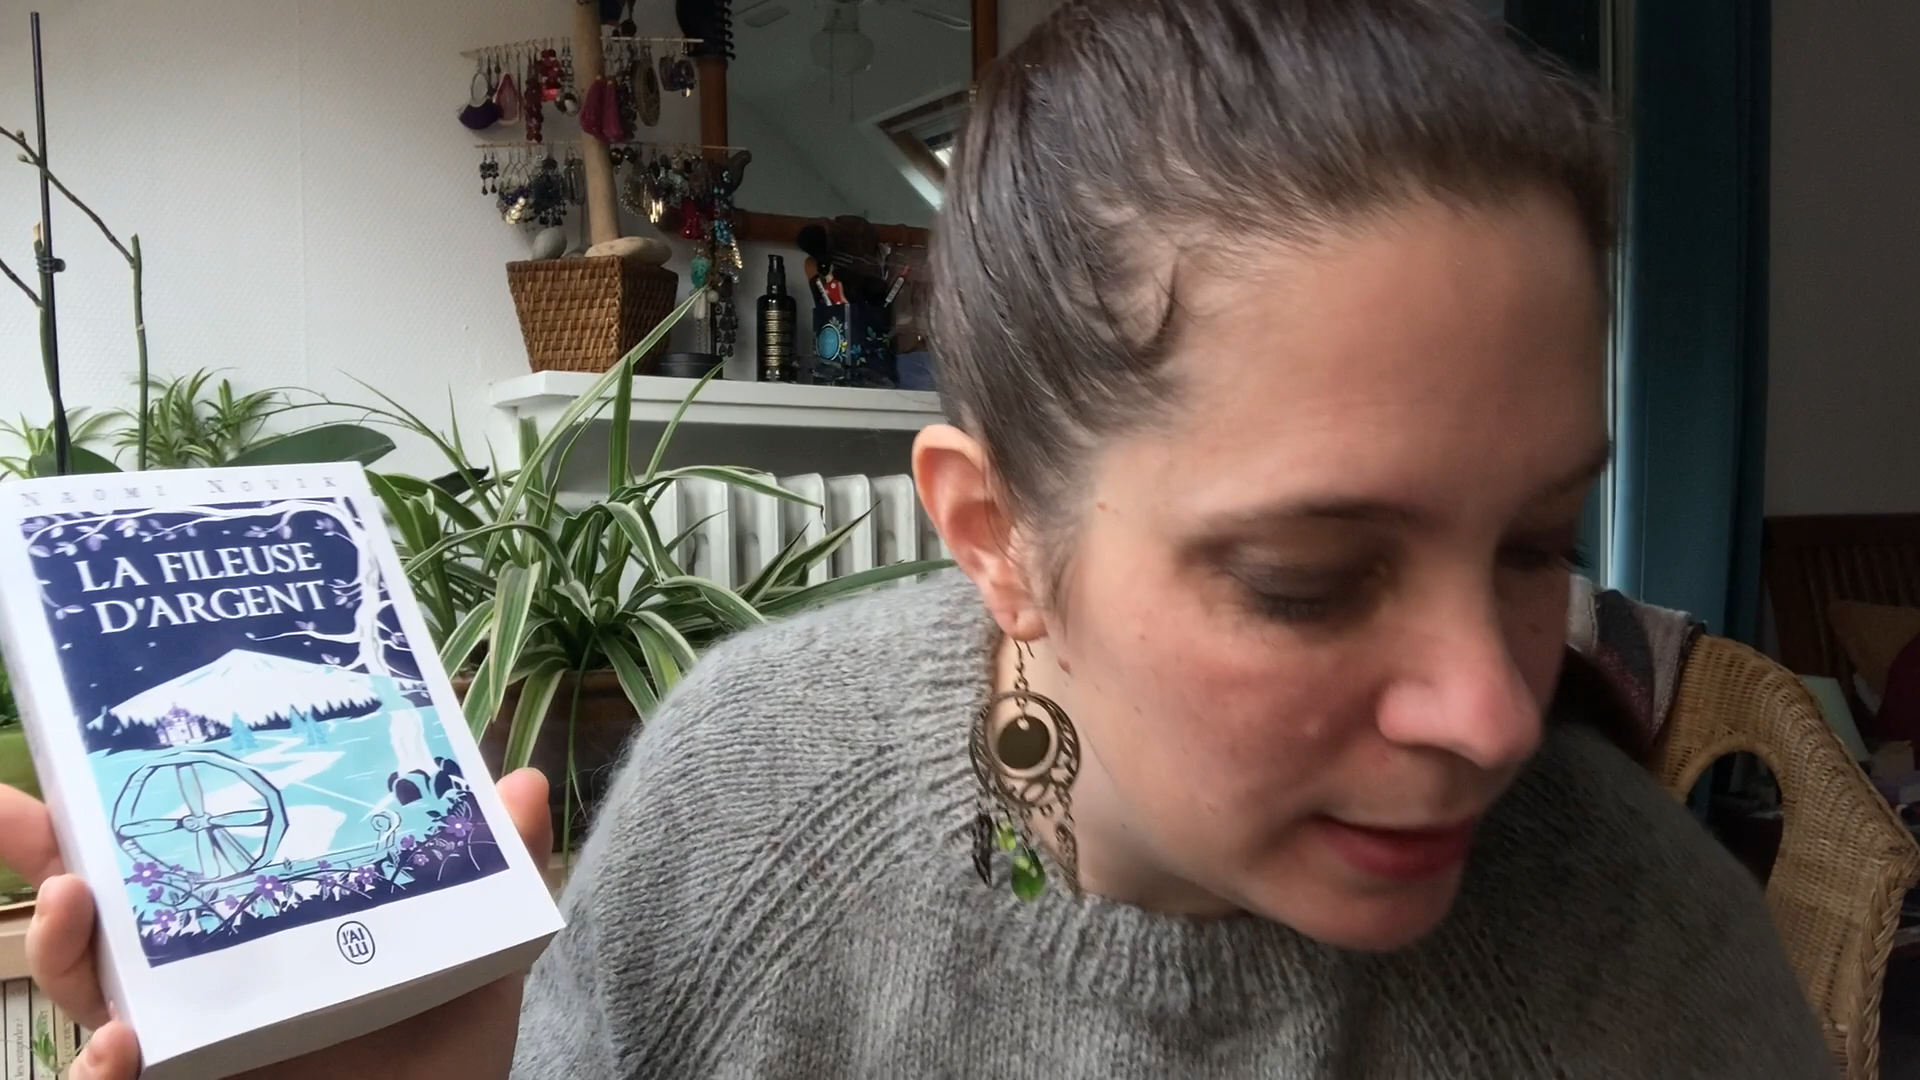 NAOMI NOVIK
LA FILEUSE
D'ARGENT
J'AI
LU